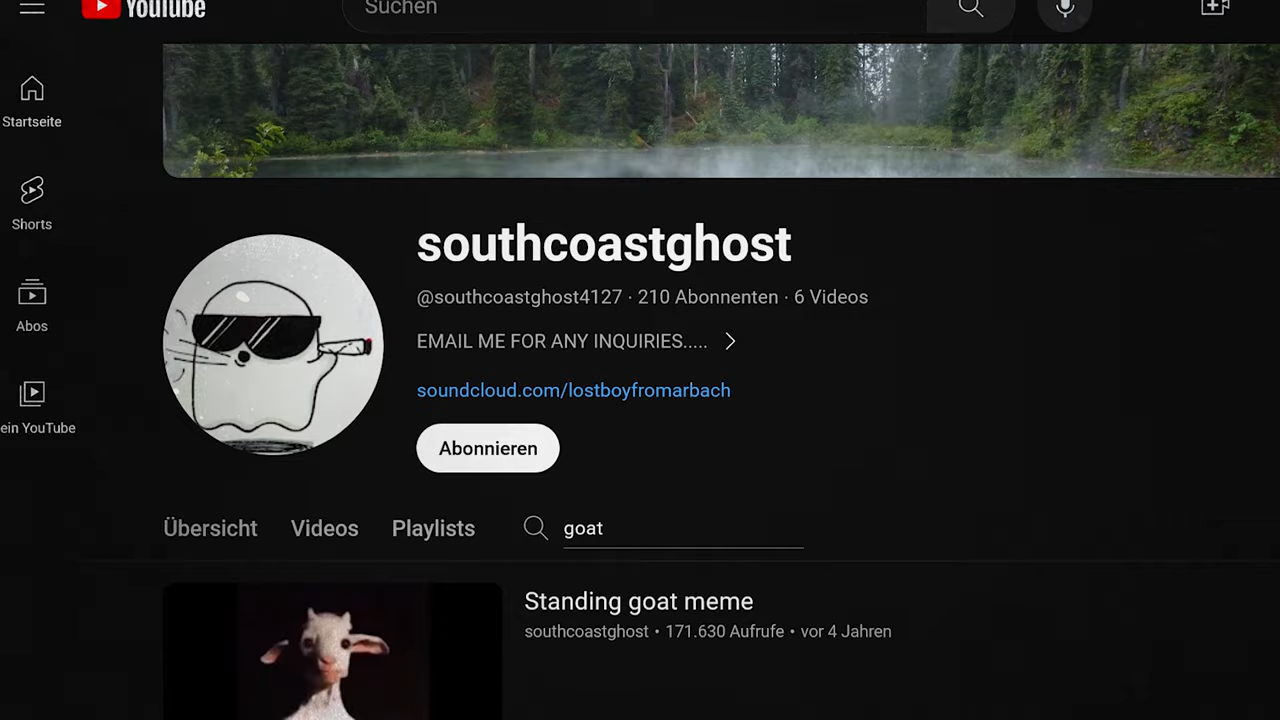 YouTube
Suchen
Startseite
Shorts
Abos
ein YouTube
southcoastghost
@southcoastghost4127 · 210 Abonnenten · 6 Videos
EMAIL ME FOR ANY INQUIRIES.....
soundcloud.com/lostboyfromarbach
Abonnieren
Übersicht Videos Playlists goat
Standing goat meme
southcoastghost • 171.630 Aufrufe • vor 4 Jahren